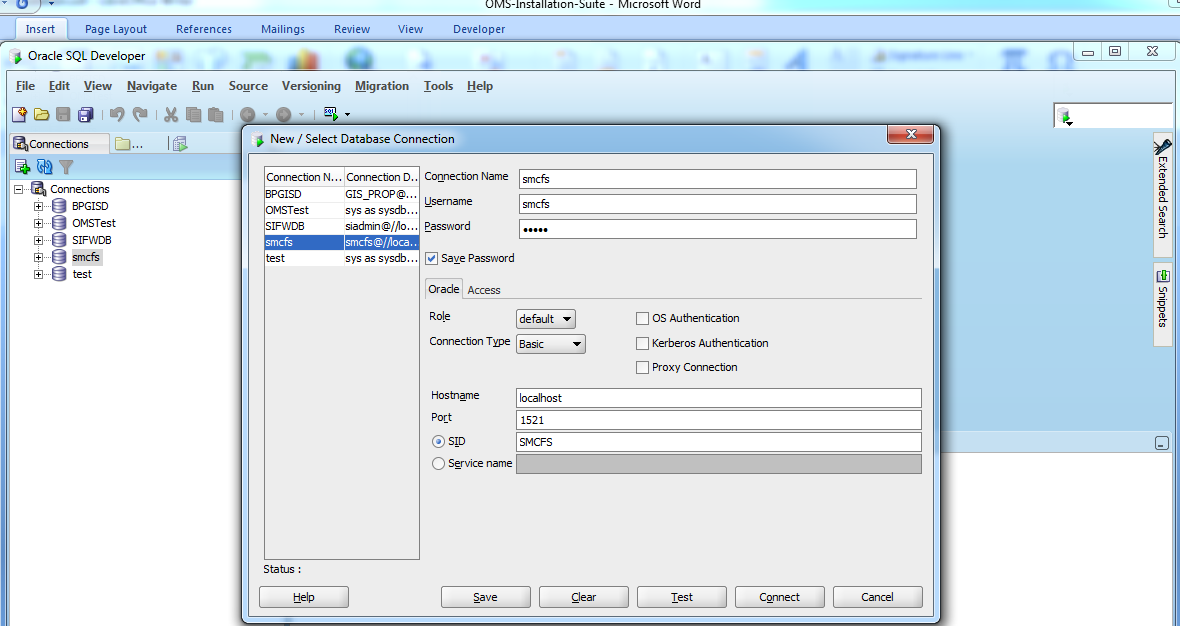 OMS-Installation-Suite - Microsoft Word
Insert Page Layout References Mailings Review View Developer
Oracle SQL Developer
File Edit View Navigate Run Source Versioning Migration Tools Help
SQL
Connections ...
Connections
BPGISD
OMSTest
SIFWDB
smcfs
test
New / Select Database Connection
Connection N... Connection D...
BPGISD GIS_PROP@...
OMSTest sys as sysdb...
SIFWDB siadmin@//lo...
smcfs smcfs@//loca...
test sys as sysdb...
Connection Name smcfs
Username smcfs
Password •••••
Save Password
Oracle Access
Role default
OS Authentication
Connection Type Basic
Kerberos Authentication
Proxy Connection
Hostname localhost
Port 1521
SID SMCFS
Service name
Status :
Help Save Clear Test Connect Cancel
Extended Search
Snippets